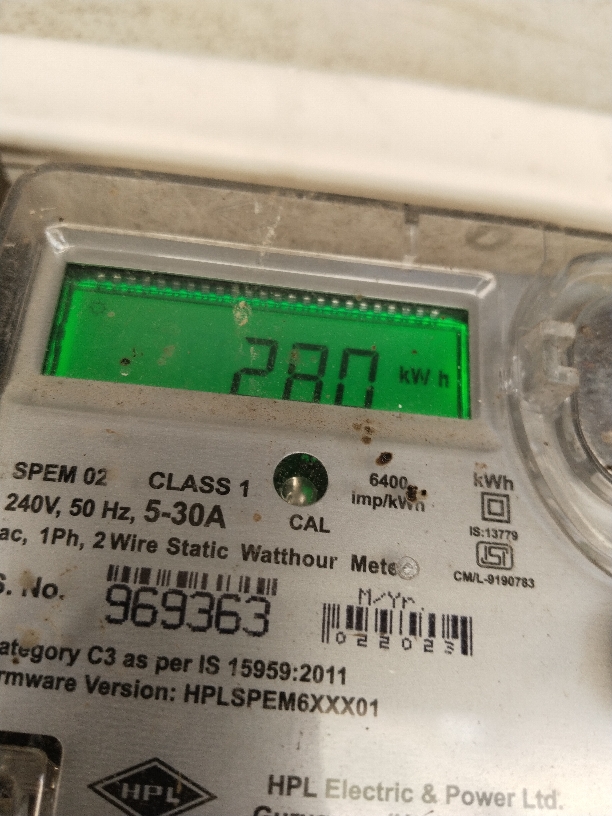 280 kWh
SPEM 02 CLASS 1 6400 imp/kWh kWh
240V, 50 Hz, 5-30A CAL IS:13779
ac, 1Ph, 2 Wire Static Watthour CM/L-9190783
S. No. 969363 M/Yr. 022023
ategory C3 as per IS 15959:2011
rmware Version: HPLSPEM6XXX01
HPL HPL Electric & Power Ltd.